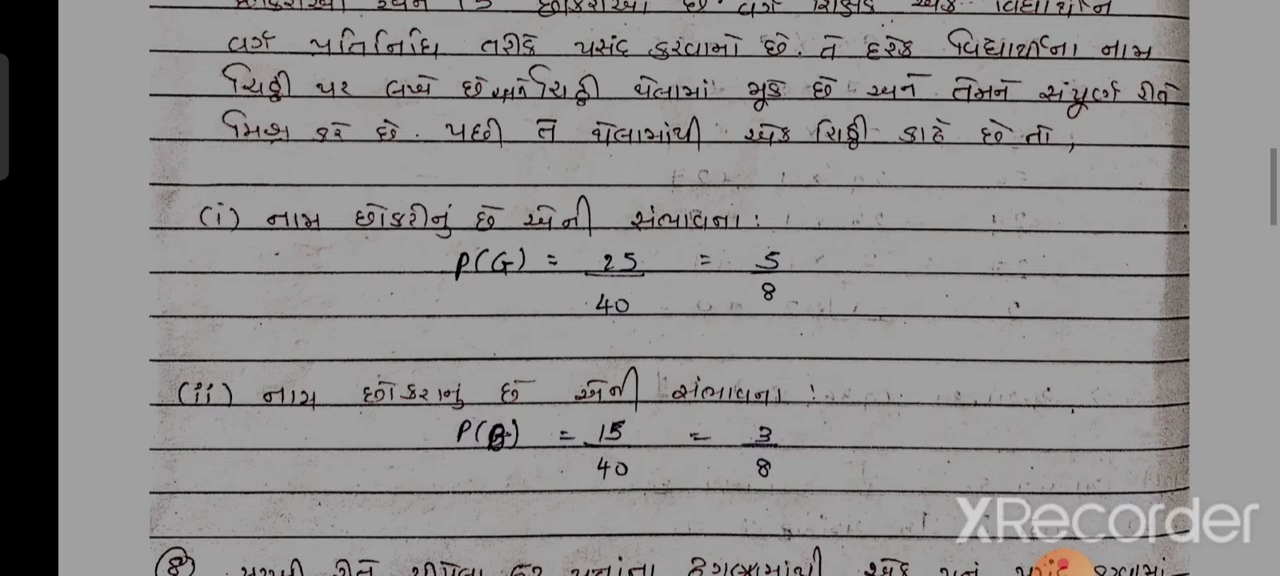 વર્ગ પ્રતિનિધિ તરીકે પસંદ કરવાનો છે. તે દરેક વિદ્યાર્થીના નામ
ચિઠ્ઠી પર લખે છે અને ચિઠ્ઠી થેલામાં મૂકે છે અને તેમને સંપૂર્ણ રીતે
મિશ્ર કરે છે. પછી તે થેલામાંથી એક ચિઠ્ઠી કાઢે છે તો,
(i) નામ છોકરીનું છે એની સંભાવના :
P(G) = 25/40 = 5/8
(ii) નામ છોકરાનું છે એની સંભાવના :
P(B) = 15/40 = 3/8
XRecorder